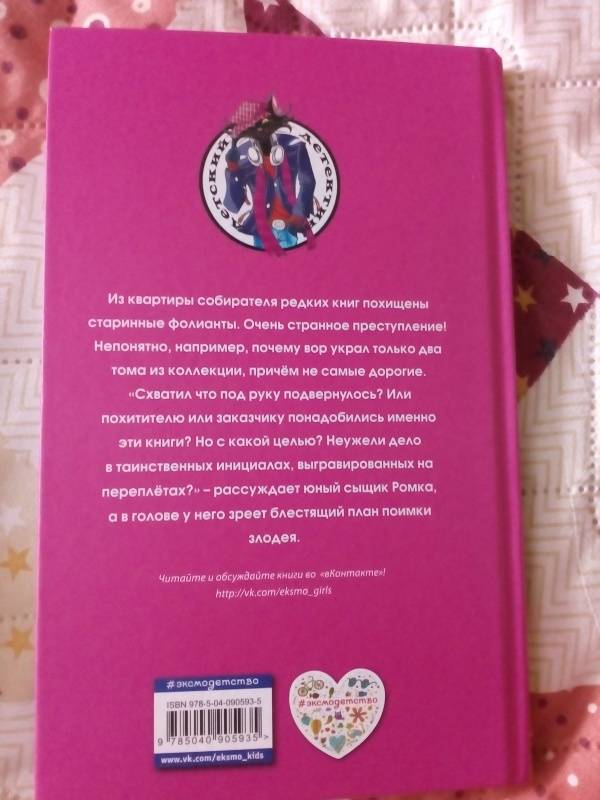 детский детектив
Из квартиры собирателя редких книг похищены
старинные фолианты. Очень странное преступление!
Непонятно, например, почему вор украл только два
тома из коллекции, причём не самые дорогие.
«Схватил что под руку подвернулось? Или
похитителю или заказчику понадобились именно
эти книги? Но с какой целью? Неужели дело
в таинственных инициалах, выгравированных на
переплётах?» – рассуждает юный сыщик Ромка,
а в голове у него зреет блестящий план поимки
злодея.
Читайте и обсуждайте книги во «вКонтакте»!
http://vk.com/eksmo_girls
#эксмодетство
ISBN 978-5-04-090593-5
9 785040 905935 >
www.vk.com/eksmo_kids
#эксмодетство